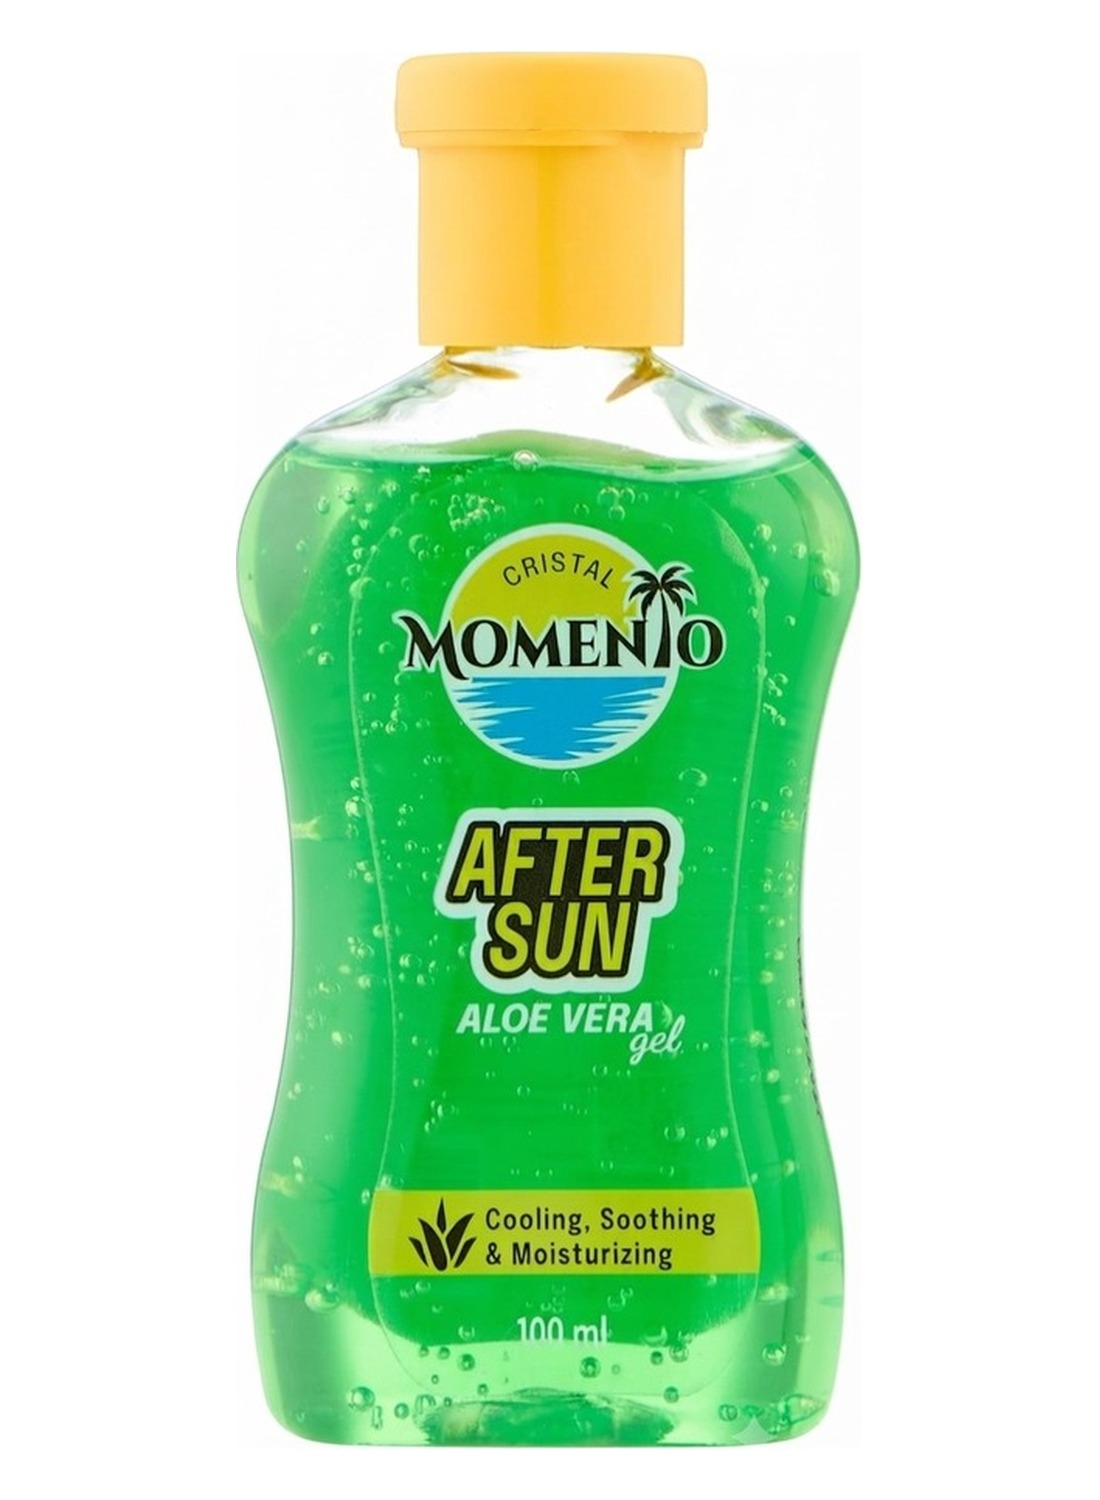 CRISTAL
MOMENTO
AFTER
SUN
ALOE VERA
gel
Cooling, Soothing
& Moisturizing
100 ml